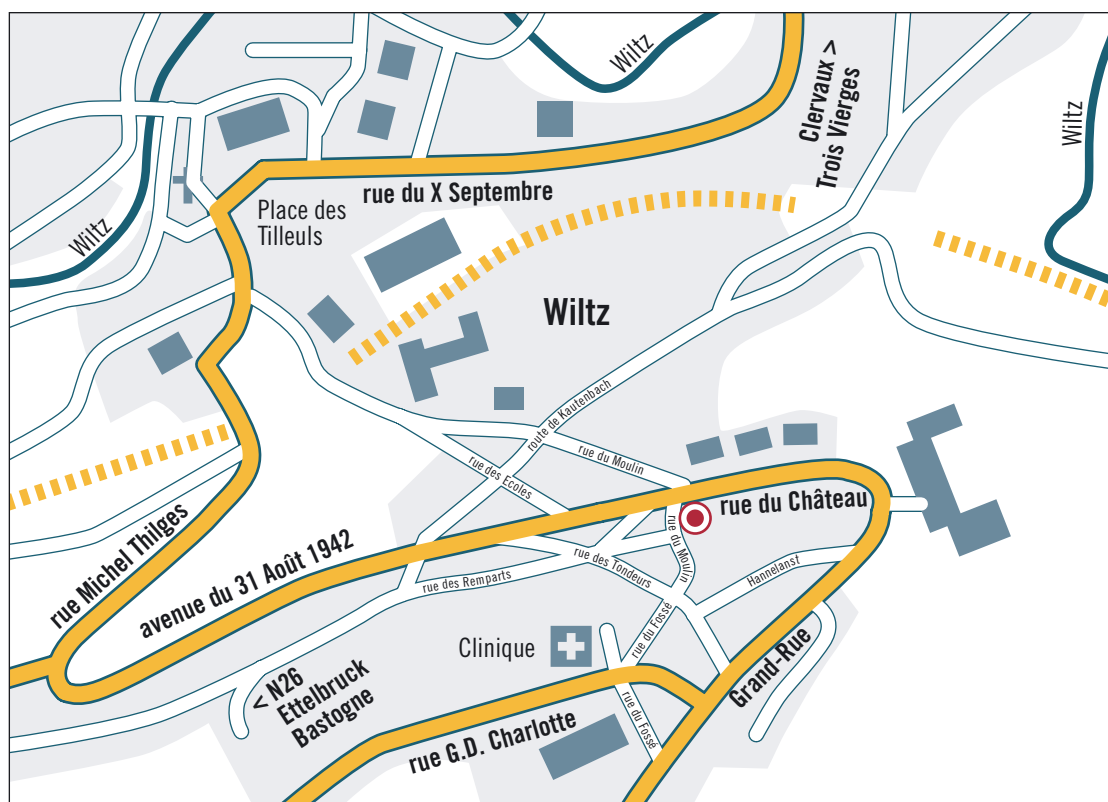 Wiltz
Clervaux >
Trois Vierges
Wiltz
rue du X Septembre
Place des
Tilleuls
Wiltz
Wiltz
route de Kautenbach
rue du Moulin
rue des Ecoles
rue du Château
rue du Moulin
rue Michel Thilges
avenue du 31 Août 1942
rue des Tondeurs
rue des Remparts
Hannelanst
rue du Fossé
Clinique
Grand-Rue
< N26
Ettelbruck
Bastogne
rue G.D. Charlotte
rue du Fossé